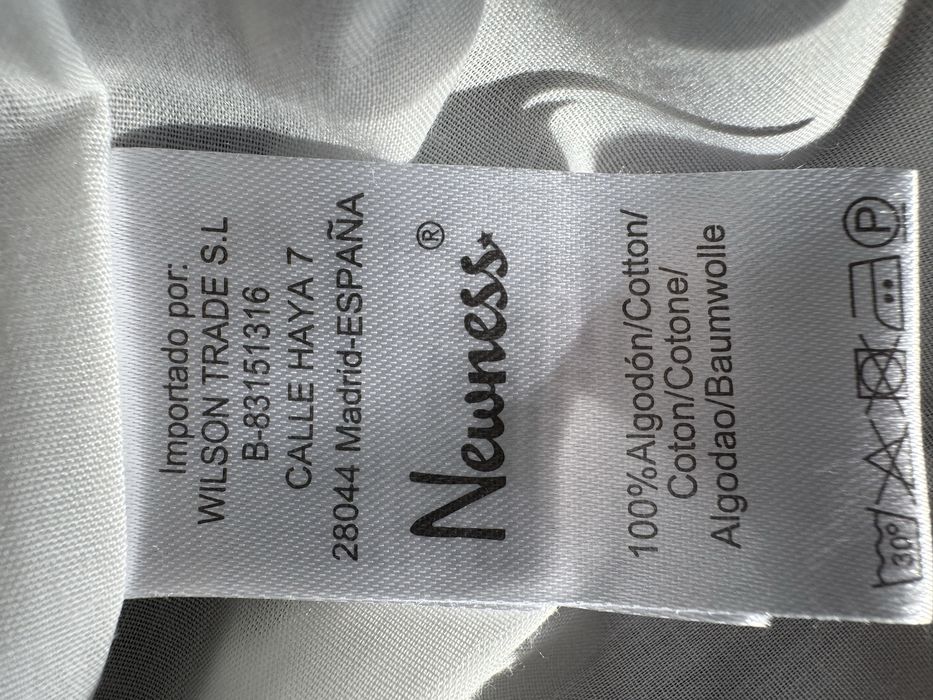 Importado por:
WILSON TRADE S.L
B-83151316
CALLE HAYA 7
28044 Madrid-ESPAÑA
Newness®
100%Algodón/Cotton/
Coton/Cotone/
Algodao/Baumwolle
30° P